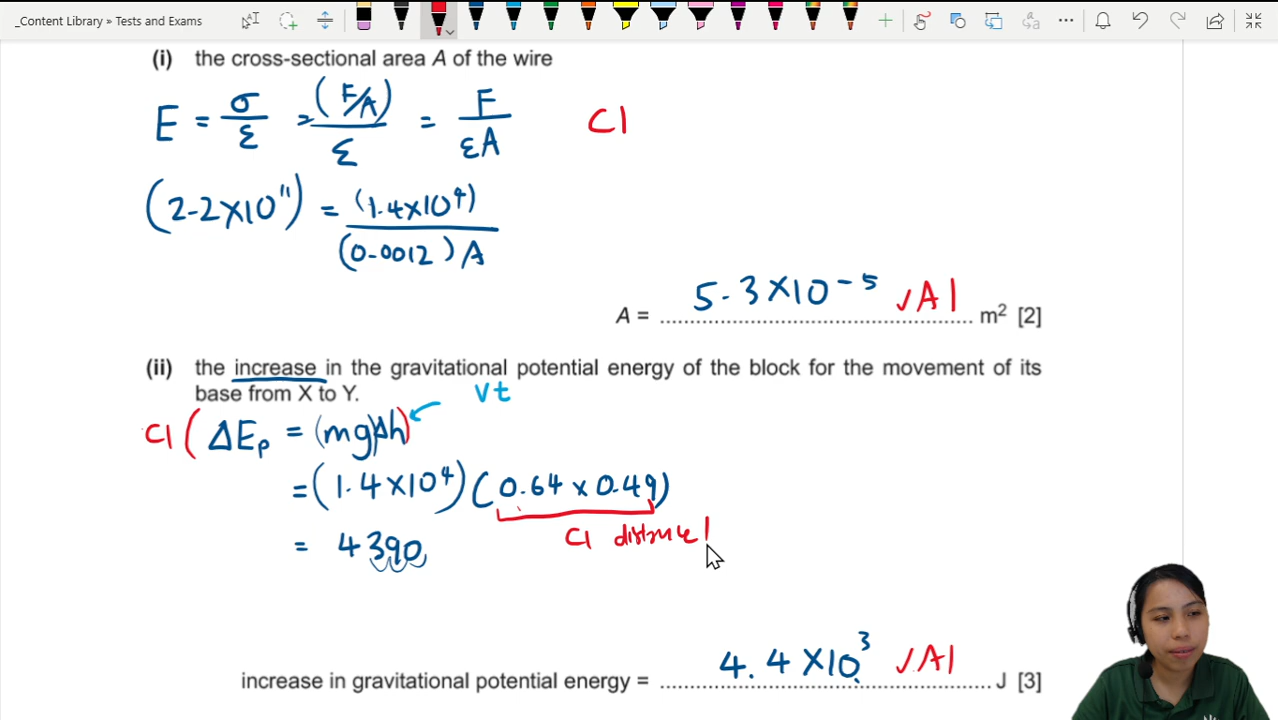 _Content Library » Tests and Exams
(i) the cross-sectional area A of the wire
E = σ/ε = (F/A)/ε = F/εA C1
(2.2×10¹¹) = (1.4×10⁴)/(0.0012)A
A = 5.3×10⁻⁵ ✓A1 m² [2]
(ii) the increase in the gravitational potential energy of the block for the movement of its
base from X to Y.
vt
C1 (ΔEp = (mg)Δh)
= (1.4×10⁴)(0.64 × 0.49)
C1 distance
= 4390
increase in gravitational potential energy = 4.4×10³ ✓A1 J [3]